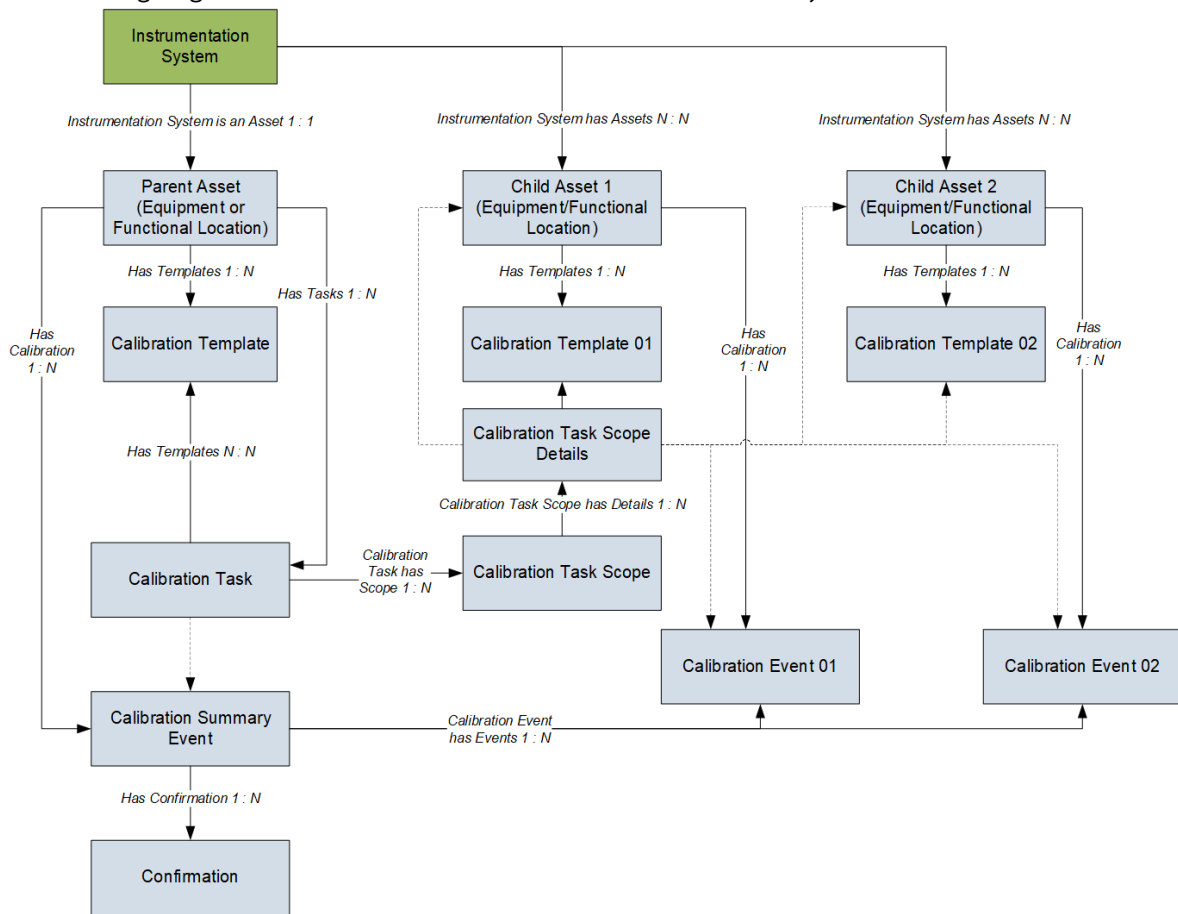 Instrumentation
System
Instrumentation System is an Asset 1 : 1
Instrumentation System has Assets N : N
Instrumentation System has Assets N : N
Parent Asset
(Equipment or
Functional Location)
Child Asset 1
(Equipment/Functional
Location)
Child Asset 2
(Equipment/Functional
Location)
Has Templates 1 : N
Has Tasks 1 : N
Has Templates 1 : N
Has Templates 1 : N
Has
Calibration
1 : N
Calibration Template
Calibration Template 01
Has
Calibration
1 : N
Calibration Template 02
Has
Calibration
1 : N
Has Templates N : N
Calibration Task Scope
Details
Calibration Task Scope has Details 1 : N
Calibration Task
Calibration
Task has
Scope 1 : N
Calibration Task Scope
Calibration Event 01
Calibration Event 02
Calibration Summary
Event
Calibration Event
has Events 1 : N
Has Confirmation 1 : N
Confirmation